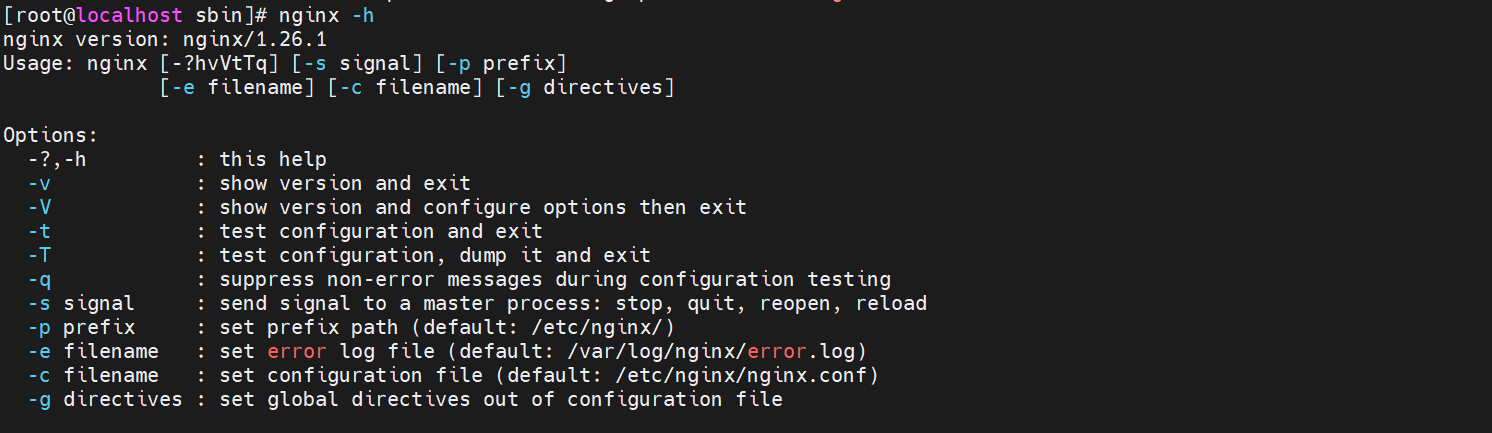 [root@localhost sbin]# nginx -h
nginx version: nginx/1.26.1
Usage: nginx [-?hvVtTq] [-s signal] [-p prefix]
             [-e filename] [-c filename] [-g directives]
Options:
  -?,-h         : this help
  -v            : show version and exit
  -V            : show version and configure options then exit
  -t            : test configuration and exit
  -T            : test configuration, dump it and exit
  -q            : suppress non-error messages during configuration testing
  -s signal     : send signal to a master process: stop, quit, reopen, reload
  -p prefix     : set prefix path (default: /etc/nginx/)
  -e filename   : set error log file (default: /var/log/nginx/error.log)
  -c filename   : set configuration file (default: /etc/nginx/nginx.conf)
  -g directives : set global directives out of configuration file